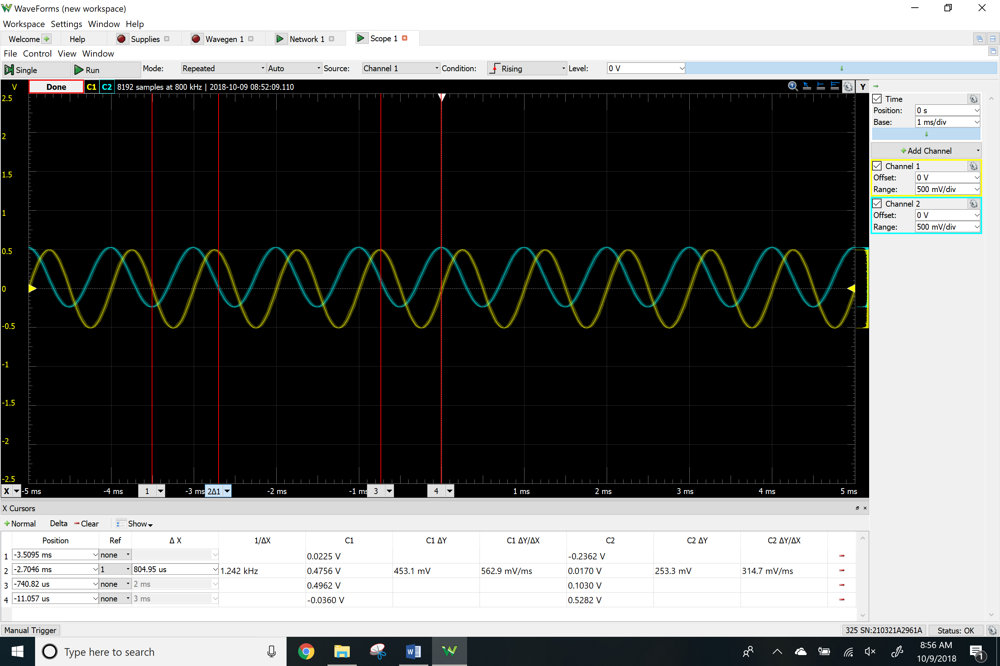 WaveForms (new workspace)
Workspace Settings Window Help
Welcome Help Supplies Wavegen 1 Network 1 Scope 1
File Control View Window
Single Run Mode: Repeated Auto Source: Channel 1 Condition: Rising Level: 0 V
V Done C1 C2 8192 samples at 800 kHz | 2018-10-09 08:52:09.110 Y
Time
Position: 0 s
Base: 1 ms/div
Add Channel
Channel 1
Offset: 0 V
Range: 500 mV/div
Channel 2
Offset: 0 V
Range: 500 mV/div
2.5
2
1.5
1
0.5
0
-0.5
-1
-1.5
-2
-2.5
X -5 ms -4 ms 1 -3 ms 2Δ1 -2 ms -1 ms 3 4 1 ms 2 ms 3 ms 4 ms 5 ms
X Cursors
Normal Delta Clear Show
Position Ref Δ X 1/ΔX C1 C1 ΔY C1 ΔY/ΔX C2 C2 ΔY C2 ΔY/ΔX
1 -3.5095 ms none 0.0225 V -0.2362 V
2 -2.7046 ms 1 804.95 us 1.242 kHz 0.4756 V 453.1 mV 562.9 mV/ms 0.0170 V 253.3 mV 314.7 mV/ms
3 -740.82 us none 2 ms 0.4962 V 0.1030 V
4 -11.057 us none 3 ms -0.0360 V 0.5282 V
Manual Trigger 325 SN:210321A2961A Status: OK
Type here to search
8:56 AM
10/9/2018
1